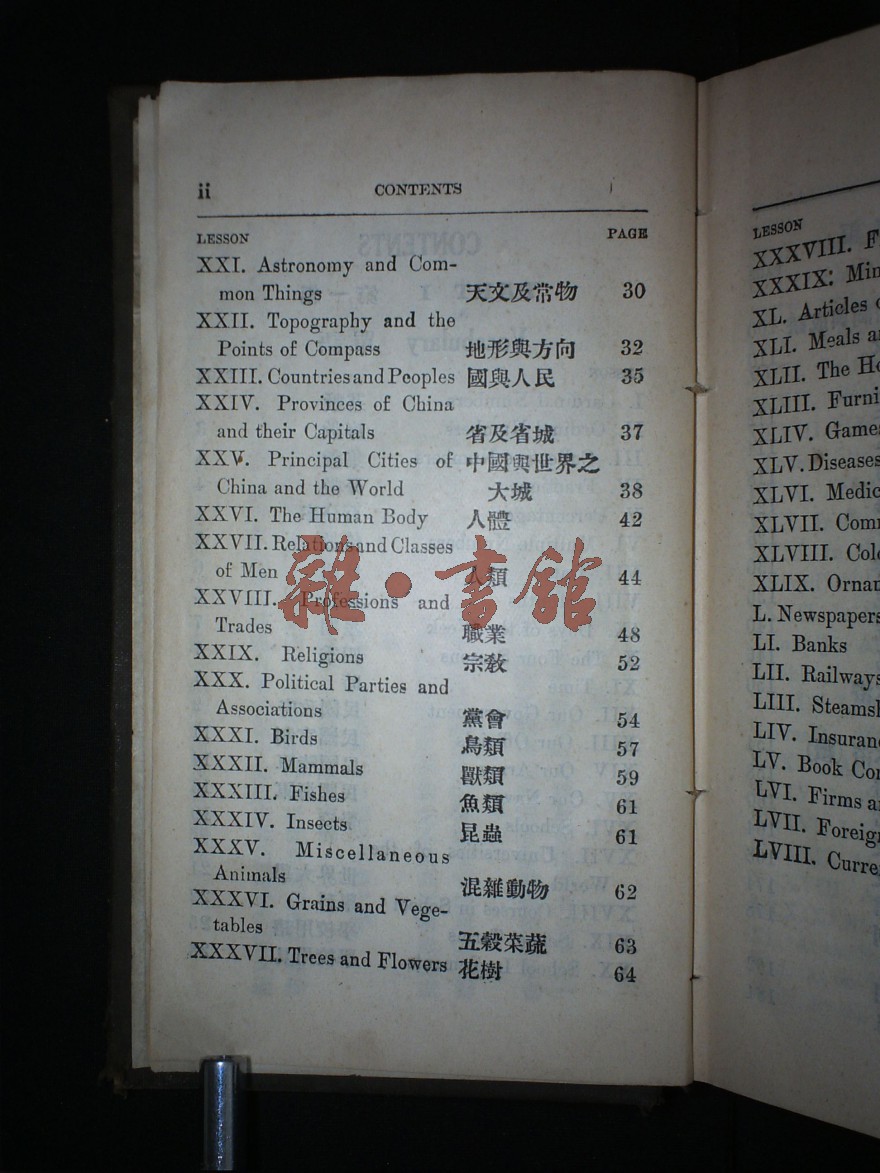 ii CONTENTS
LESSON PAGE
XXI. Astronomy and Com-
mon Things 天文及常物 30
XXII. Topography and the
Points of Compass 地形與方向 32
XXIII. Countries and Peoples 國與人民 35
XXIV. Provinces of China
and their Capitals 省及省城 37
XXV. Principal Cities of 中國與世界之
China and the World 大城 38
XXVI. The Human Body 人體 42
XXVII. Relations and Classes
of Men 人類 44
XXVIII. Professions and
Trades 職業 48
XXIX. Religions 宗教 52
XXX. Political Parties and
Associations 黨會 54
XXXI. Birds 鳥類 57
XXXII. Mammals 獸類 59
XXXIII. Fishes 魚類 61
XXXIV. Insects 昆蟲 61
XXXV. Miscellaneous
Animals 混雜動物 62
XXXVI. Grains and Vege-
tables 五穀菜蔬 63
XXXVII. Trees and Flowers 花樹 64
雜·書館
LESSON
XXXVIII. F
XXXIX: Min
XL. Articles
XLI. Meals a
XLII. The Ho
XLIII. Furni
XLIV. Games
XLV. Diseases
XLVI. Medic
XLVII. Com
XLVIII. Colo
XLIX. Ornam
L. Newspapers
LI. Banks
LII. Railways
LIII. Steamsh
LIV. Insuran
LV. Book Co
LVI. Firms a
LVII. Foreign
LVIII. Curre